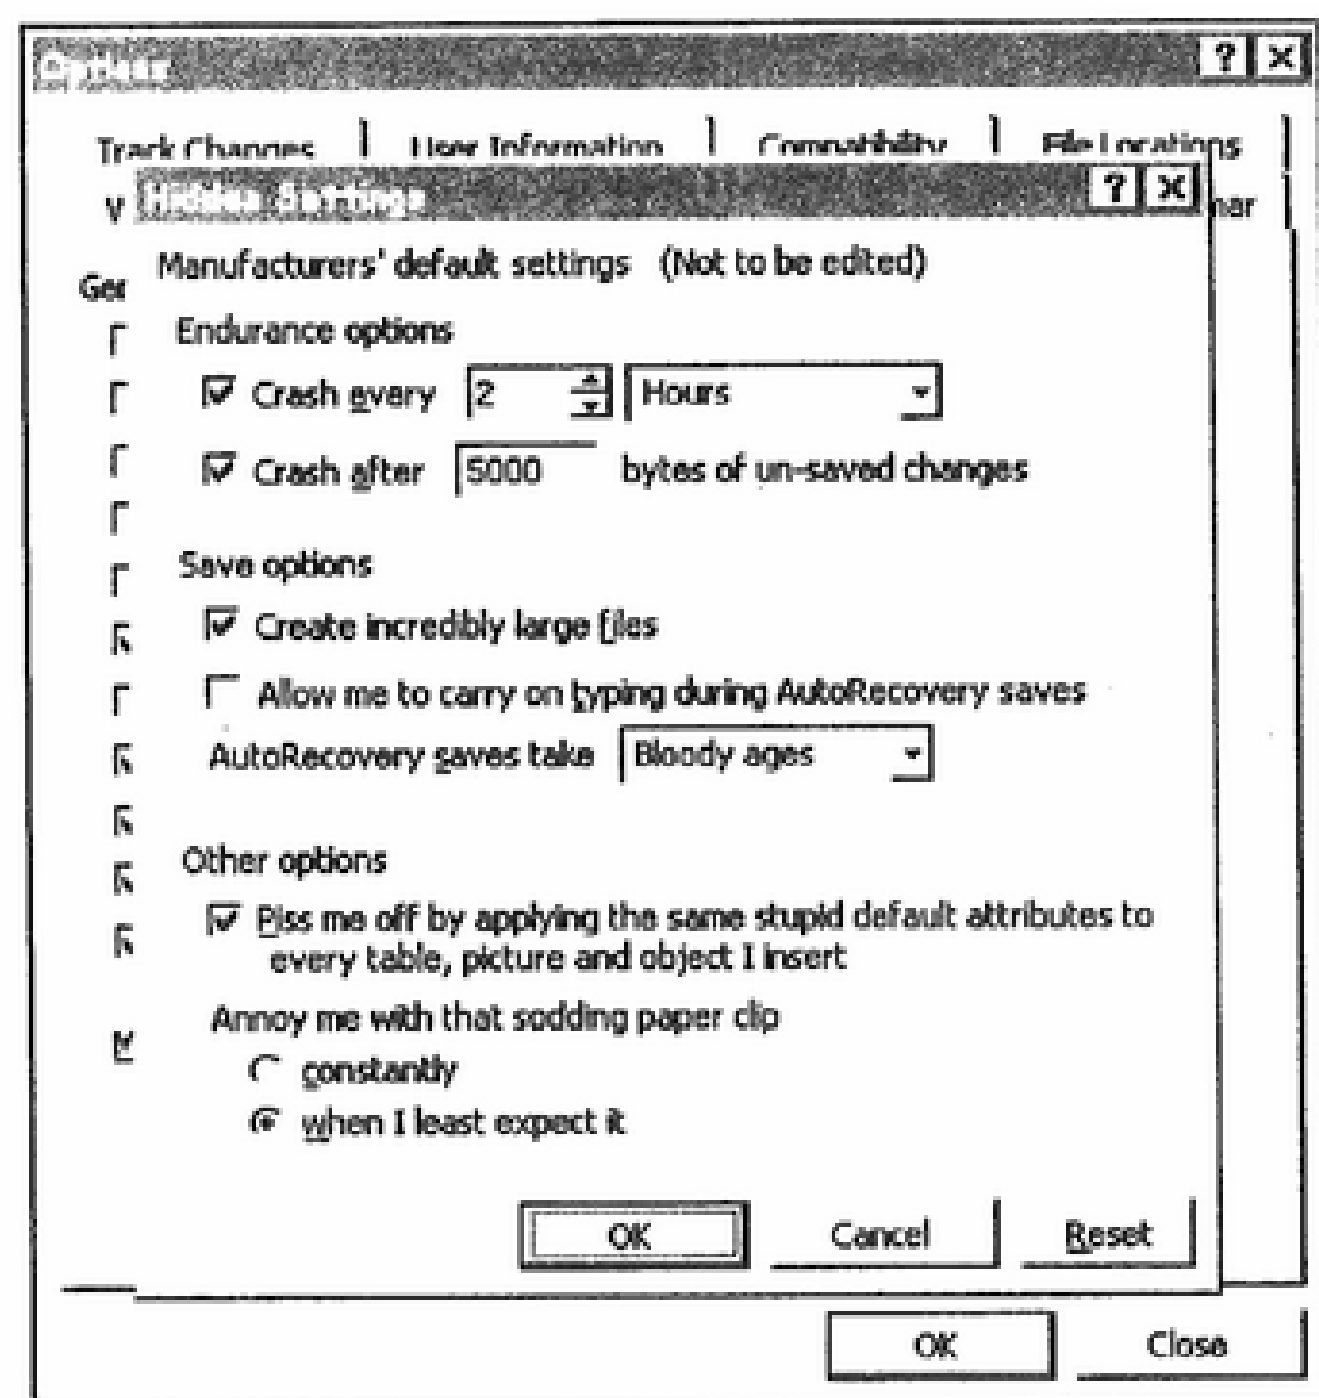 Options
Track Changes User Information Compatibility File Locations
Hidden Settings
Manufacturers' default settings (Not to be edited)
Endurance options
Crash every 2 Hours
Crash after 5000 bytes of un-saved changes
Save options
Create incredibly large files
Allow me to carry on typing during AutoRecovery saves
AutoRecovery saves take Bloody ages
Other options
Piss me off by applying the same stupid default attributes to
every table, picture and object I insert
Annoy me with that sodding paper clip
constantly
when I least expect it
OK Cancel Reset
OK Close